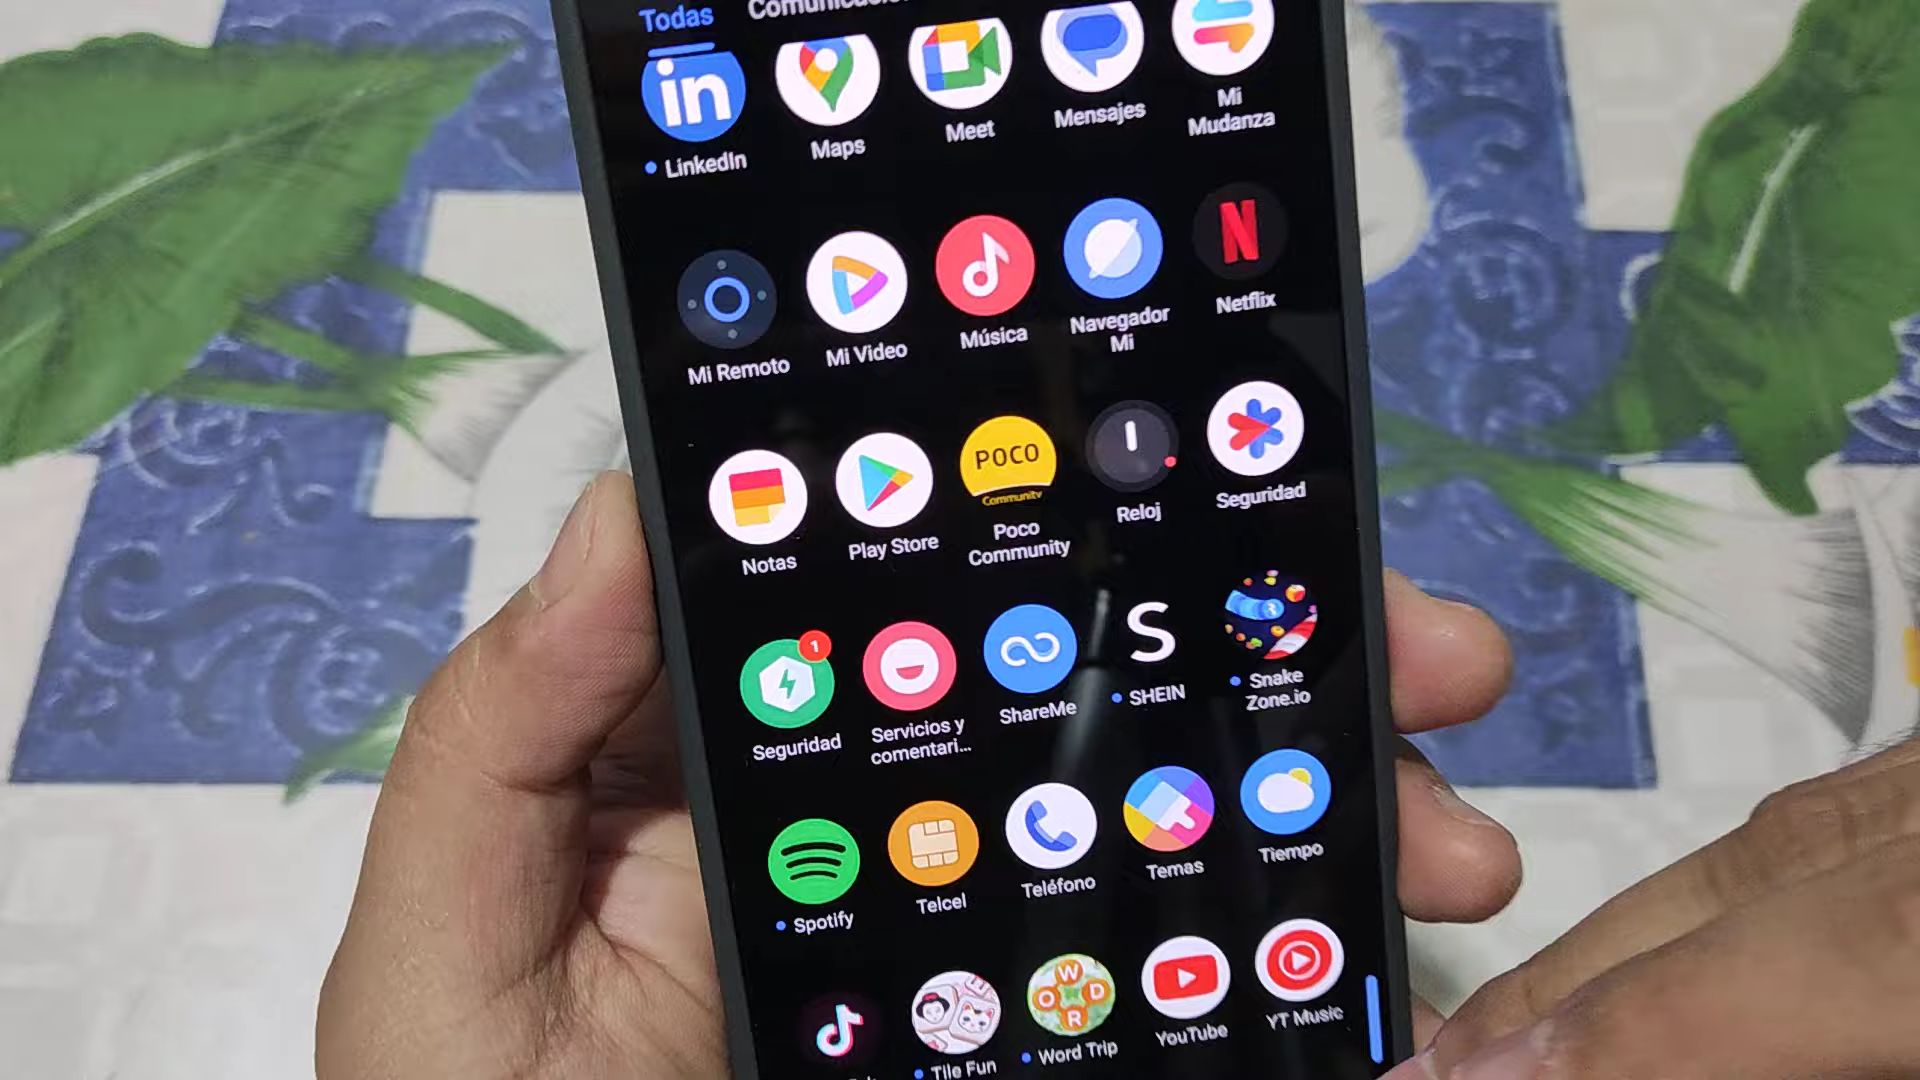 Todas
Comunicación
in
LinkedIn
Maps
Meet
Mensajes
Mi
Mudanza
Mi Remoto
Mi Video
Música
Navegador
Mi
N
Netflix
Notas
Play Store
POCO
Community
Poco
Community
Reloj
Seguridad
1
Seguridad
Servicios y
comentari...
ShareMe
S
SHEIN
Snake
Zone.io
Spotify
Telcel
Teléfono
Temas
Tiempo
Tile Fun
W
O D
R
Word Trip
YouTube
YT Music